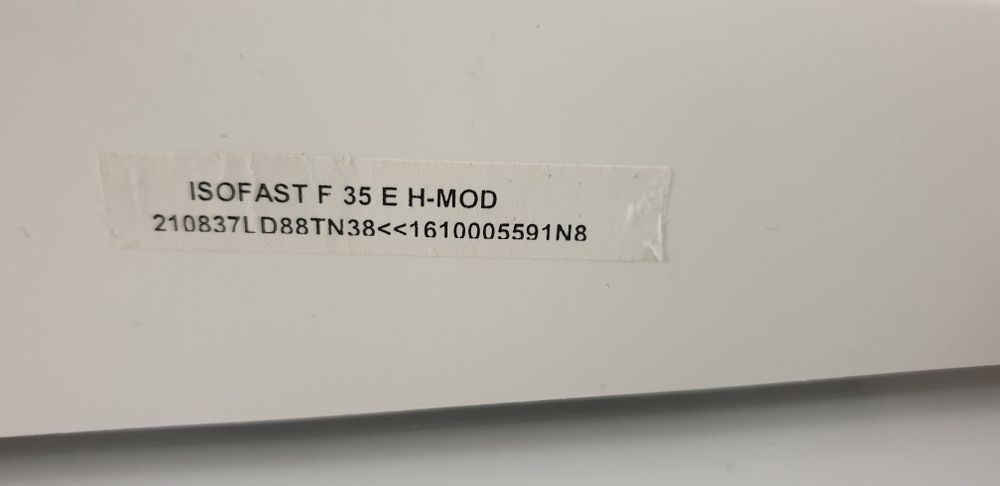 ISOFAST F 35 E H-MOD
210837LD88TN38<<1610005591N8